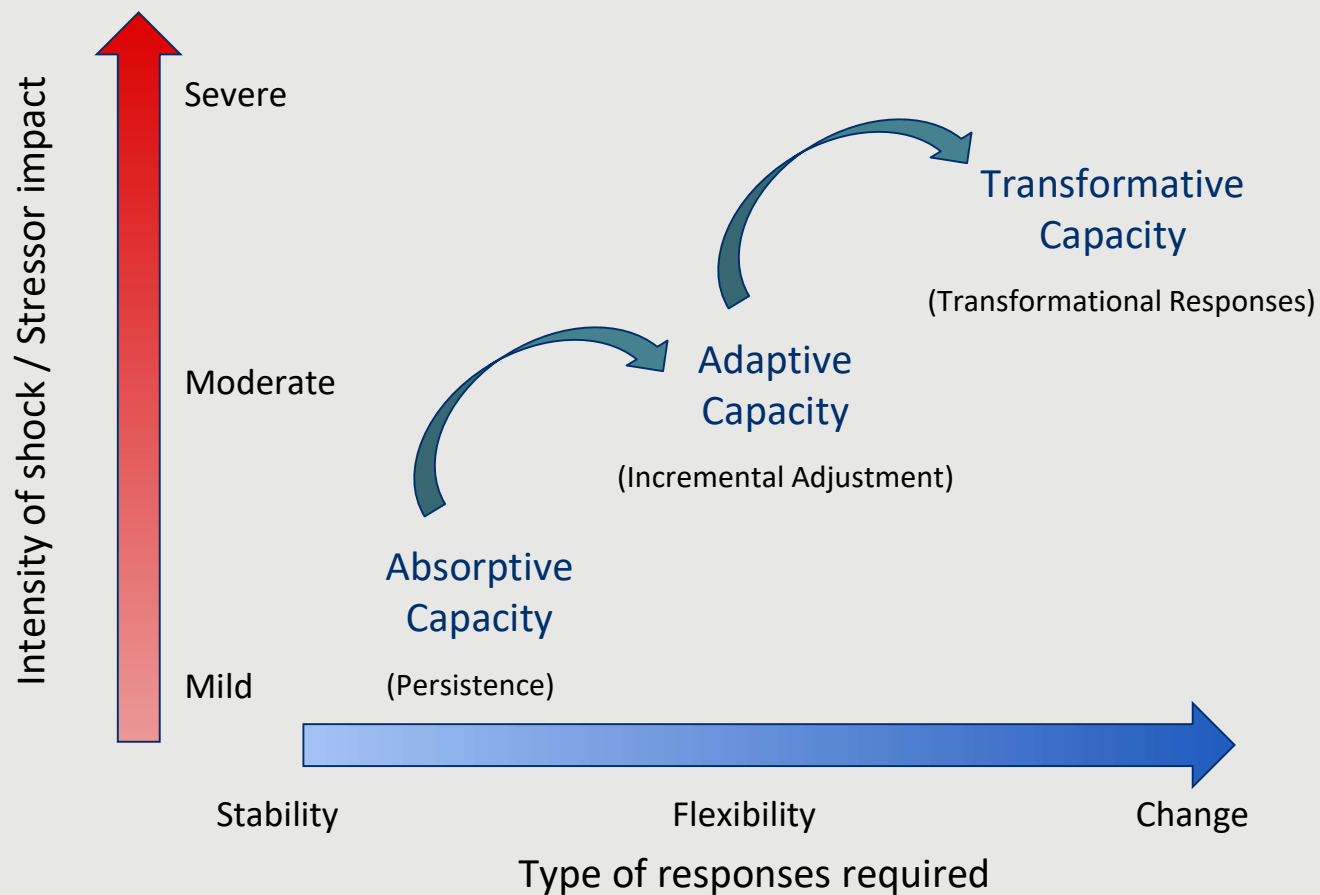 Intensity of shock / Stressor impact
Severe
Moderate
Mild
Transformative
Capacity
(Transformational Responses)
Adaptive
Capacity
(Incremental Adjustment)
Absorptive
Capacity
(Persistence)
Stability
Flexibility
Change
Type of responses required